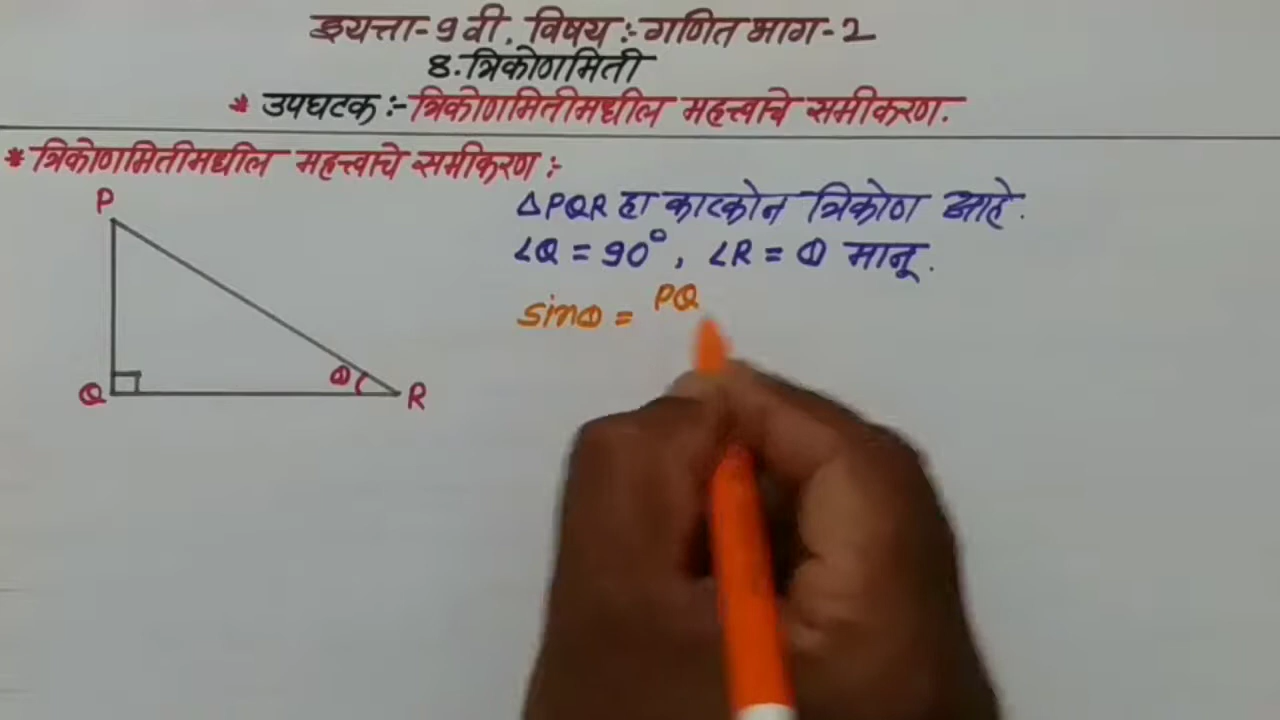 इयत्ता-9वी. विषय :- गणित भाग-2
8.त्रिकोणमिती
* उपघटक :- त्रिकोणमितीमधील महत्त्वाचे समीकरण.
* त्रिकोणमितीमधील महत्त्वाचे समीकरण :-
P
Q
θ
R
ΔPQR हा काटकोन त्रिकोण आहे.
∠Q = 90°, ∠R = θ मानू.
sinθ = PQ